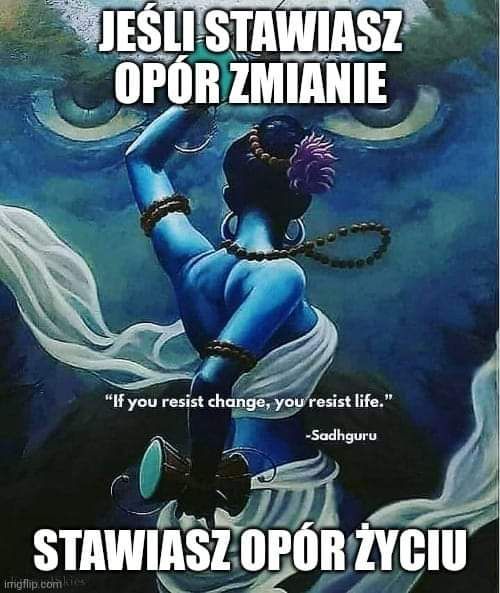 JEŚLI STAWIASZ
OPÓR ZMIANIE
“If you resist change, you resist life.”
-Sadhguru
STAWIASZ OPÓR ŻYCIU
imgflip.com